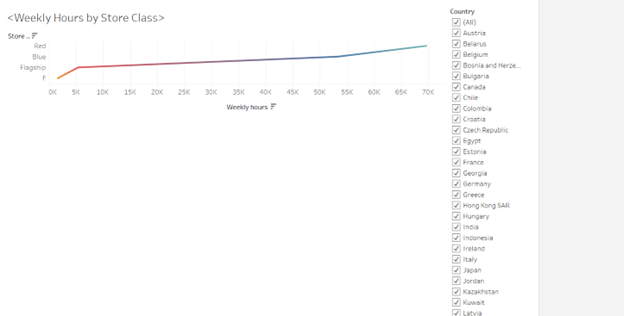 <Weekly Hours by Store Class>
Store ..
Red
Blue
Flagship
F
0K 5K 10K 15K 20K 25K 30K 35K 40K 45K 50K 55K 60K 65K 70K
Weekly hours
Country
(All)
Austria
Belarus
Belgium
Bosnia and Herze...
Bulgaria
Canada
Chile
Colombia
Croatia
Czech Republic
Egypt
Estonia
France
Georgia
Germany
Greece
Hong Kong SAR
Hungary
India
Indonesia
Ireland
Italy
Japan
Jordan
Kazakhstan
Kuwait
Latvia